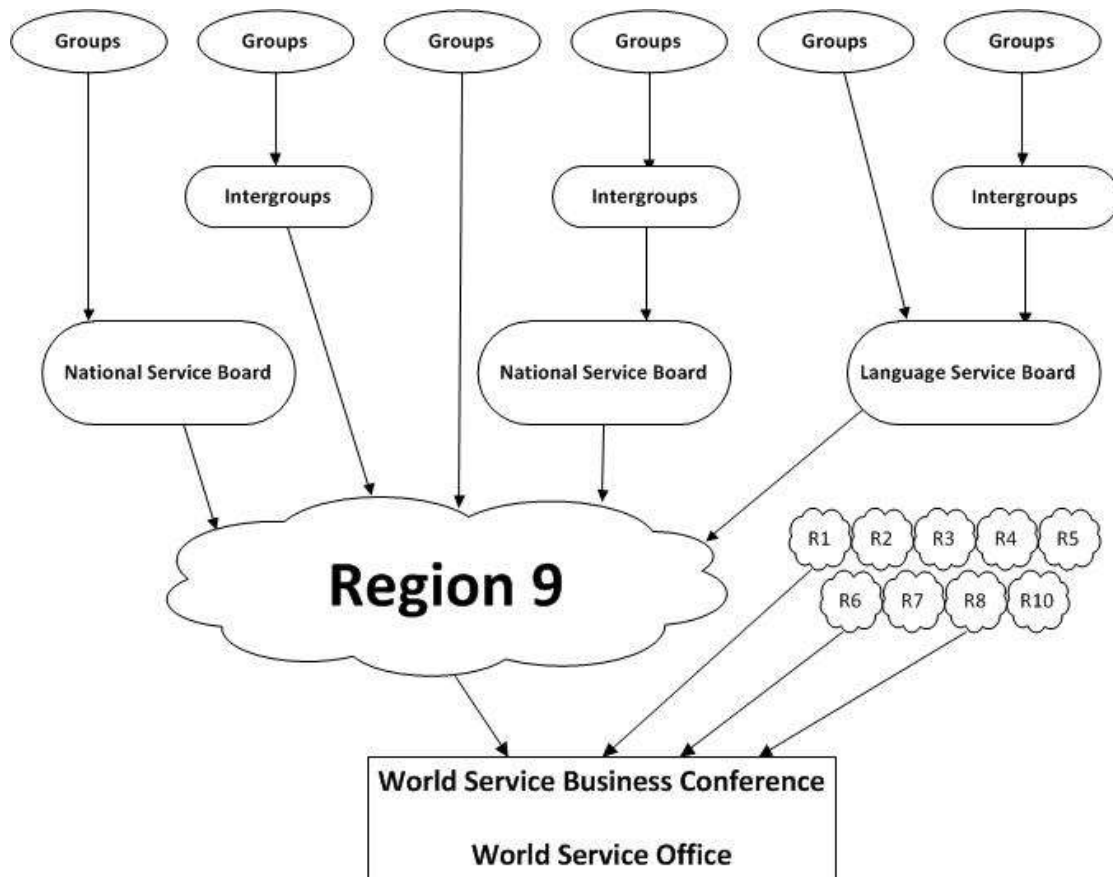 Groups
Groups
Groups
Groups
Groups
Groups
Intergroups
Intergroups
Intergroups
National Service Board
National Service Board
Language Service Board
Region 9
R1
R2
R3
R4
R5
R6
R7
R8
R10
World Service Business Conference
World Service Office